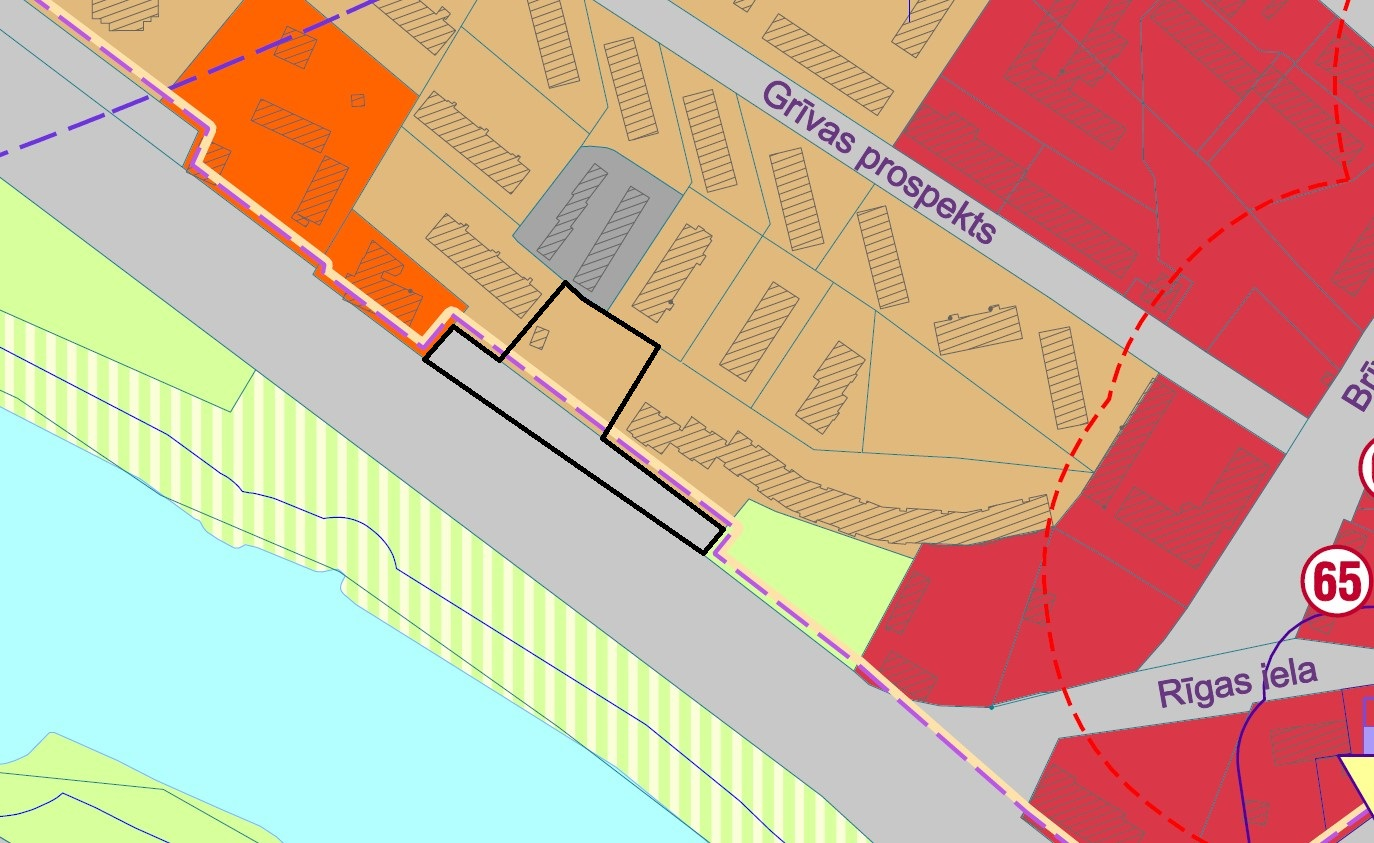 Grīvas prospekts
65
Rīgas iela